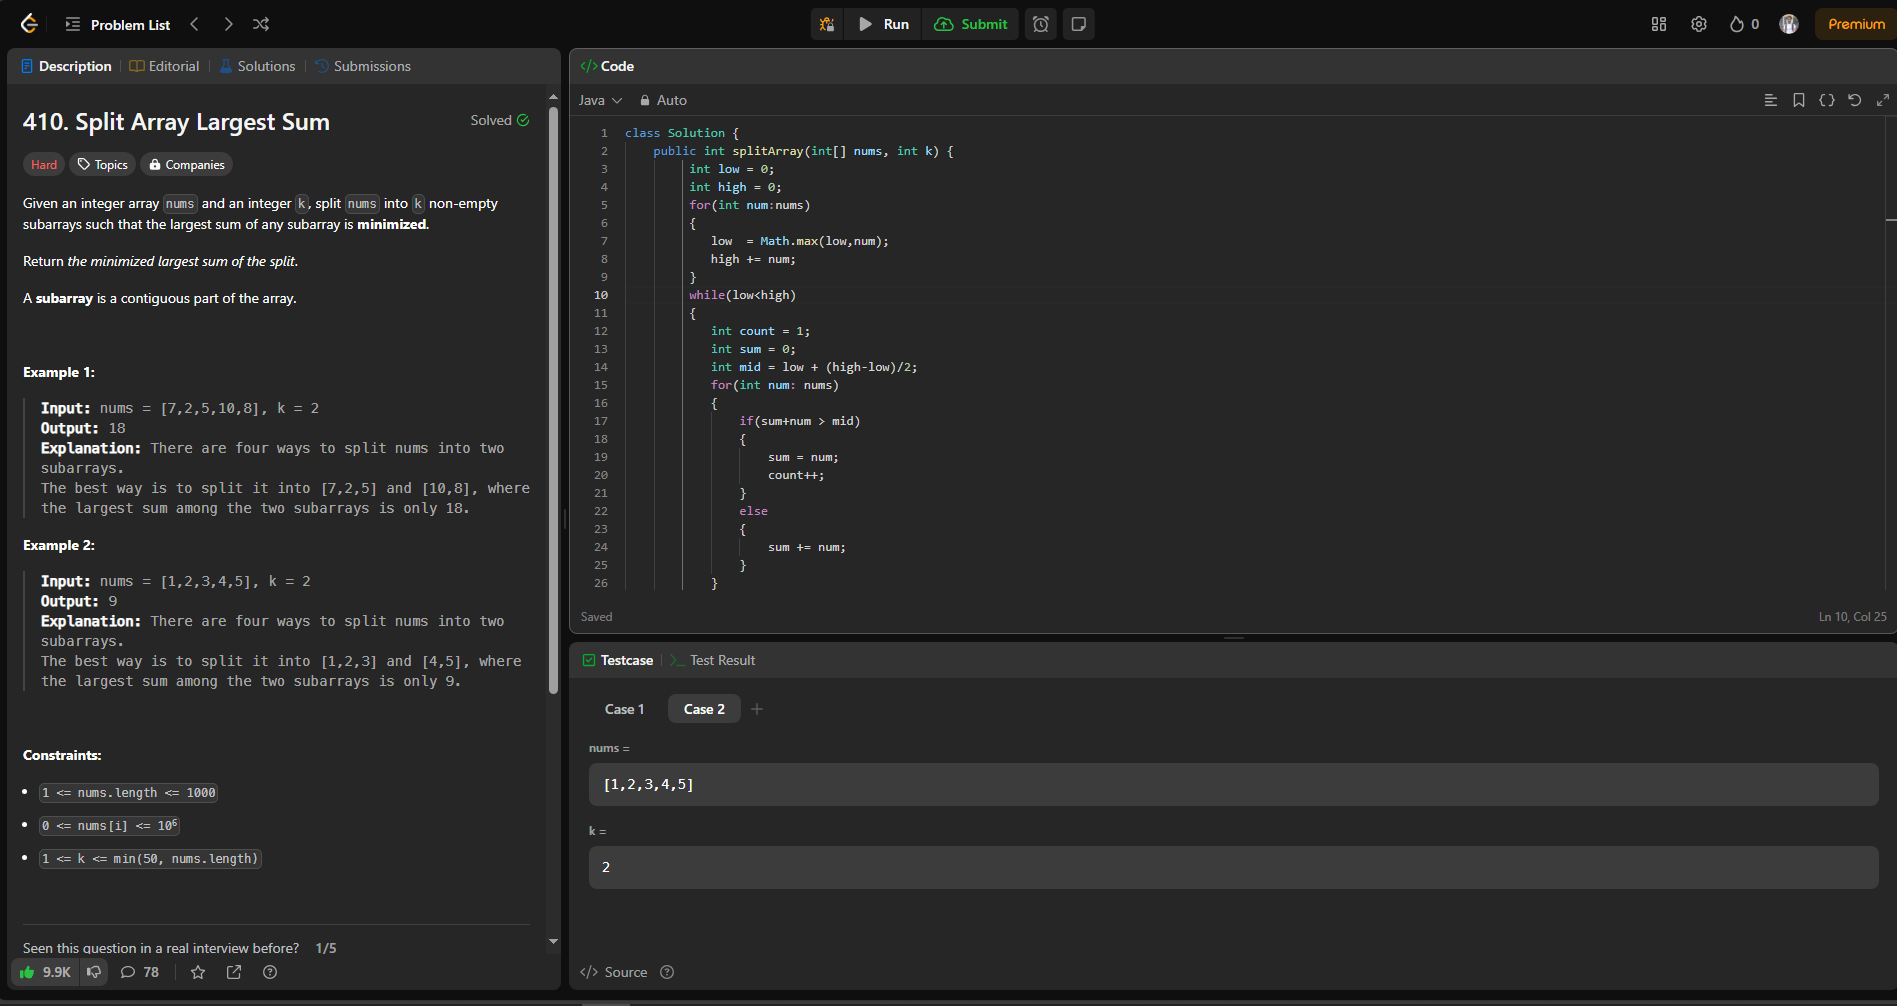 Problem List
Run
Submit
0
Premium
Description
Editorial
Solutions
Submissions
410. Split Array Largest Sum
Solved
Hard
Topics
Companies
Given an integer array nums and an integer k, split nums into k non-empty
subarrays such that the largest sum of any subarray is minimized.
Return the minimized largest sum of the split.
A subarray is a contiguous part of the array.
Example 1:
Input: nums = [7,2,5,10,8], k = 2
Output: 18
Explanation: There are four ways to split nums into two
subarrays.
The best way is to split it into [7,2,5] and [10,8], where
the largest sum among the two subarrays is only 18.
Example 2:
Input: nums = [1,2,3,4,5], k = 2
Output: 9
Explanation: There are four ways to split nums into two
subarrays.
The best way is to split it into [1,2,3] and [4,5], where
the largest sum among the two subarrays is only 9.
Constraints:
• 1 <= nums.length <= 1000
• 0 <= nums[i] <= 10⁶
• 1 <= k <= min(50, nums.length)
Seen this question in a real interview before? 1/5
9.9K
78
</> Code
Java
Auto
1 class Solution {
2 public int splitArray(int[] nums, int k) {
3 int low = 0;
4 int high = 0;
5 for(int num:nums)
6 {
7 low  = Math.max(low,num);
8 high += num;
9 }
10 while(low<high)
11 {
12 int count = 1;
13 int sum = 0;
14 int mid = low + (high-low)/2;
15 for(int num: nums)
16 {
17 if(sum+num > mid)
18 {
19 sum = num;
20 count++;
21 }
22 else
23 {
24 sum += num;
25 }
26 }
Saved
Ln 10, Col 25
Testcase
Test Result
Case 1
Case 2
nums =
[1,2,3,4,5]
k =
2
</> Source